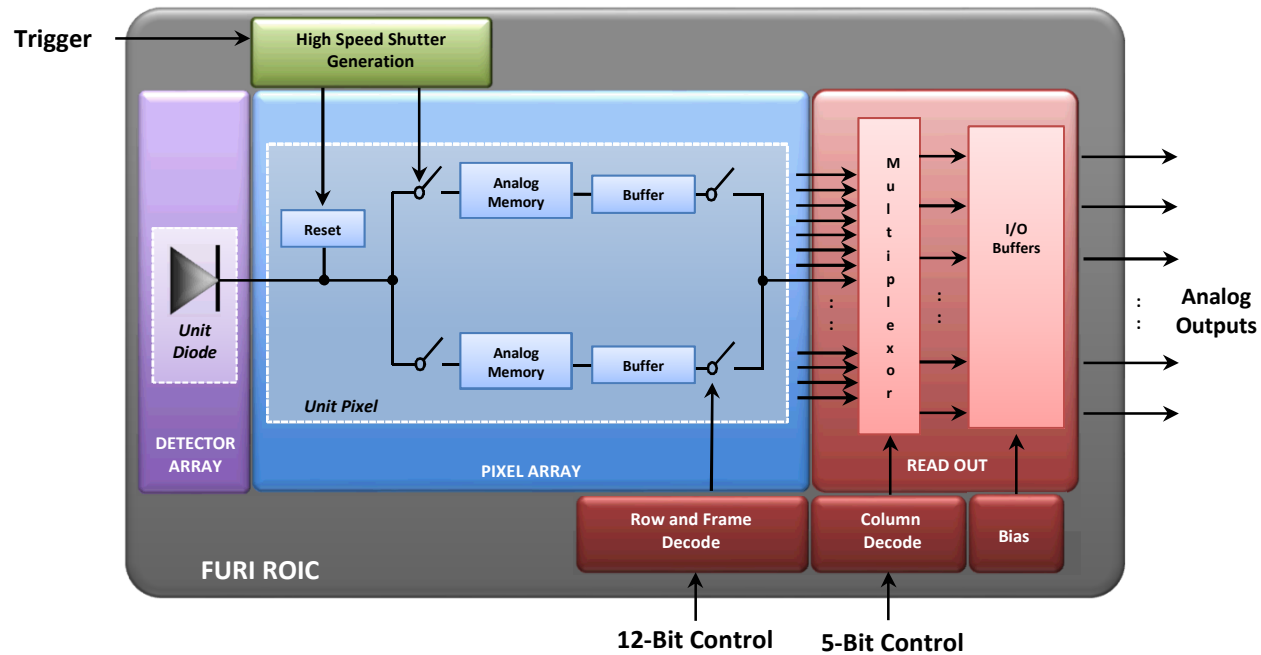 Trigger
High Speed Shutter
Generation
Analog
Memory
Buffer
Reset
Unit
Diode
Analog
Memory
Buffer
Unit Pixel
DETECTOR
ARRAY
PIXEL ARRAY
M
u
l
t
i
p
l
e
x
o
r
I/O
Buffers
READ OUT
Analog
Outputs
Row and Frame
Decode
Column
Decode
Bias
FURI ROIC
12-Bit Control
5-Bit Control